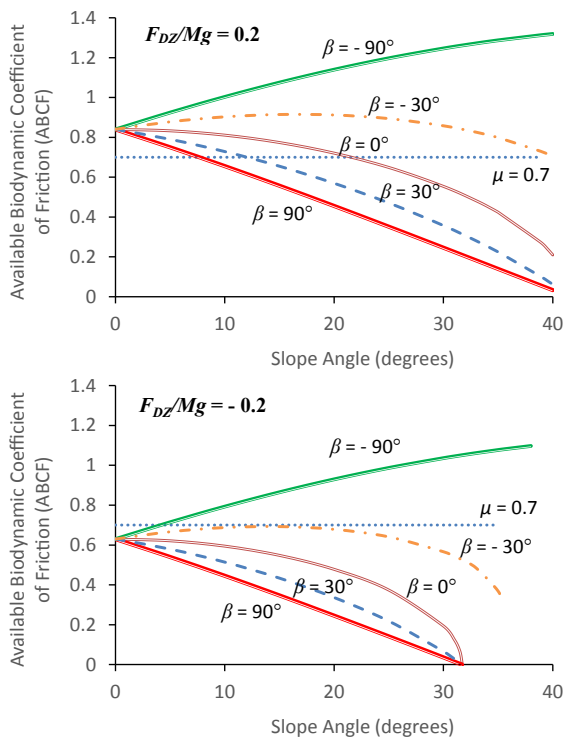 F_DZ/Mg = 0.2
1.4
1.2
1
0.8
0.6
0.4
0.2
0
Available Biodynamic Coefficient
of Friction (ABCF)
β = - 90°
β = - 30°
β = 0°
μ = 0.7
β = 30°
β = 90°
0 10 20 30 40
Slope Angle (degrees)
F_DZ/Mg = - 0.2
1.4
1.2
1
0.8
0.6
0.4
0.2
0
Available Biodynamic Coefficient
of Friction (ABCF)
β = - 90°
μ = 0.7
β = - 30°
β = 30°
β = 0°
β = 90°
0 10 20 30 40
Slope Angle (degrees)